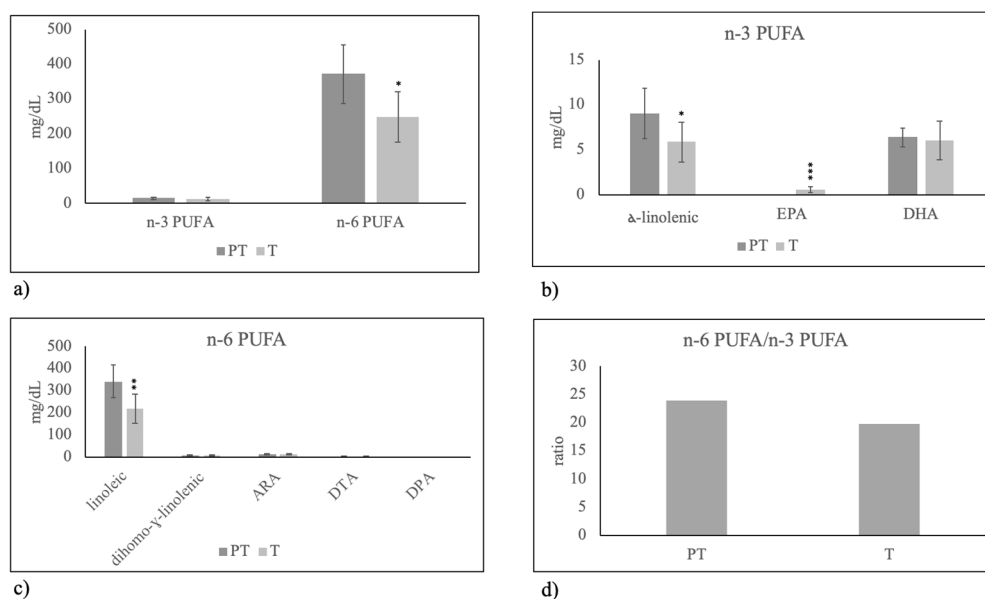 500
400
300
200
100
0
mg/dL
*
n-3 PUFA n-6 PUFA
PT T
a)
n-3 PUFA
15
10
5
0
mg/dL
*
***
α-linolenic EPA DHA
PT T
b)
n-6 PUFA
500
400
300
200
100
0
mg/dL
**
linoleic
dihomo-γ-linolenic
ARA
DTA
DPA
PT T
c)
n-6 PUFA/n-3 PUFA
30
25
20
15
10
5
0
ratio
PT T
d)